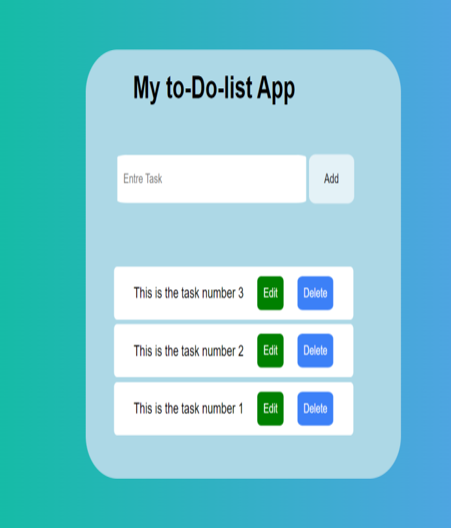 My to-Do-list App
Entre Task
Add
This is the task number 3 Edit Delete
This is the task number 2 Edit Delete
This is the task number 1 Edit Delete